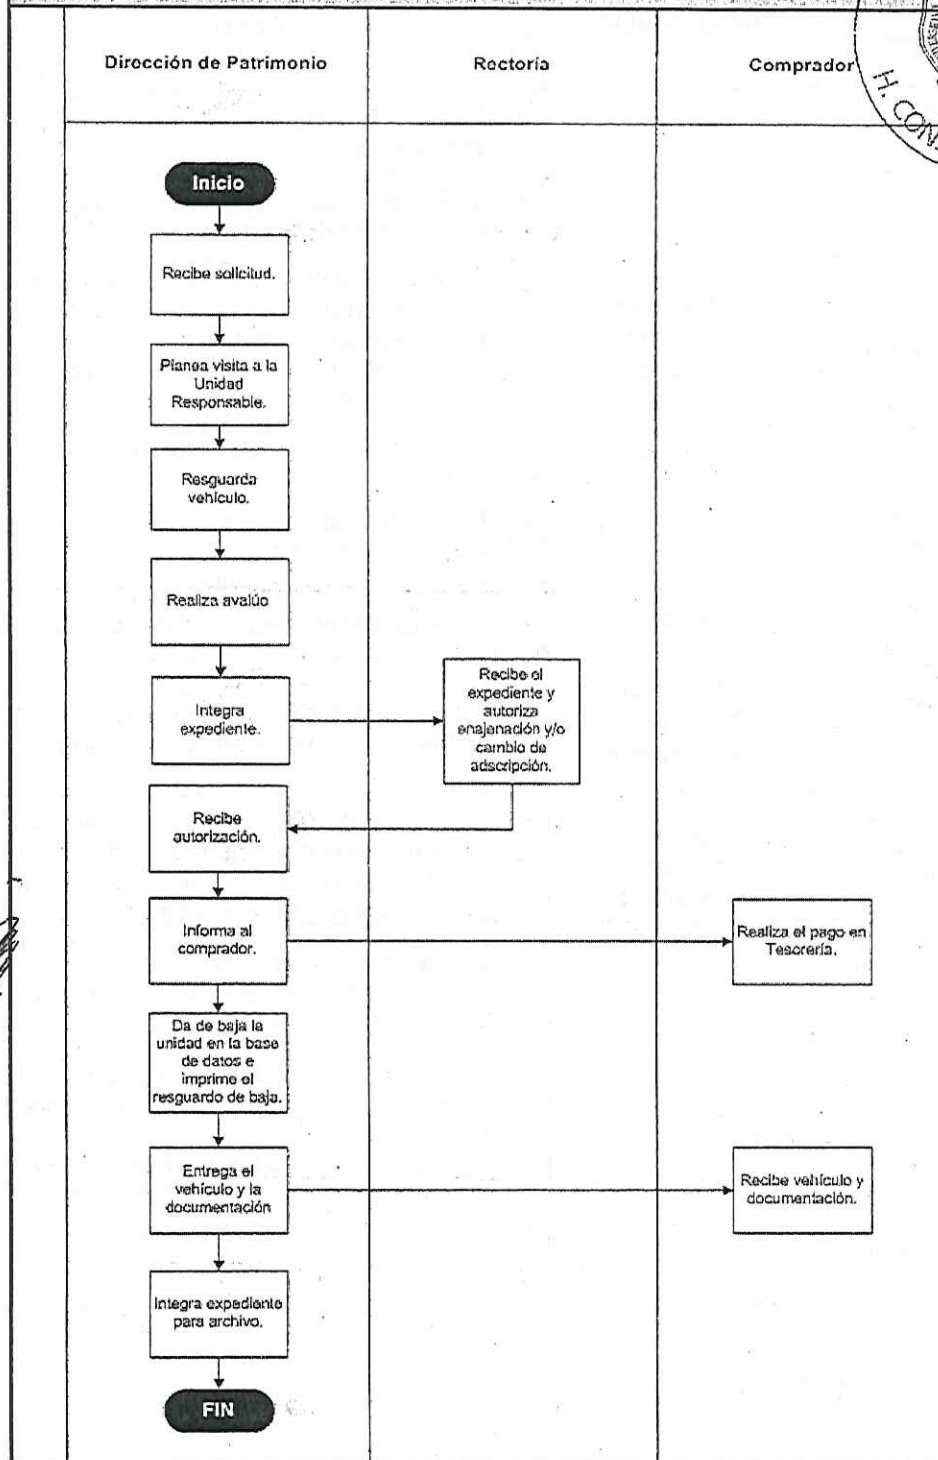 Dirección de Patrimonio
Rectoría
Comprador
H. CONS
Inicio
Recibe solicitud.
Planea visita a la
Unidad
Responsable.
Resguarda
vehículo.
Realiza avalúo
Integra
expediente.
Recibe el
expediente y
autoriza
enajenación y/o
cambio de
adscripción.
Recibe
autorización.
Informa al
comprador.
Realiza el pago en
Tesorería.
Da de baja la
unidad en la base
de datos e
imprime el
resguardo de baja.
Entrega el
vehículo y la
documentación
Recibe vehículo y
documentación.
Integra expediente
para archivo.
FIN